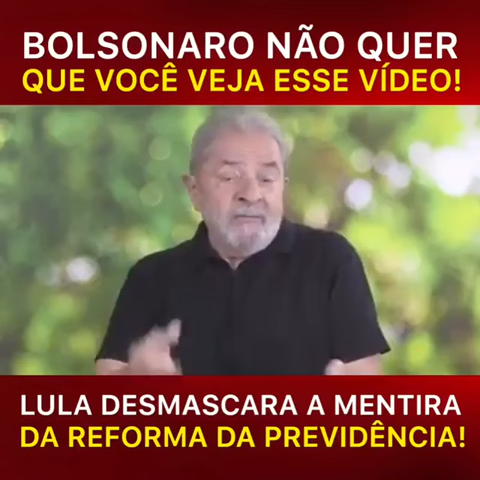 BOLSONARO NÃO QUER
QUE VOCÊ VEJA ESSE VÍDEO!
LULA DESMASCARA A MENTIRA
DA REFORMA DA PREVIDÊNCIA!